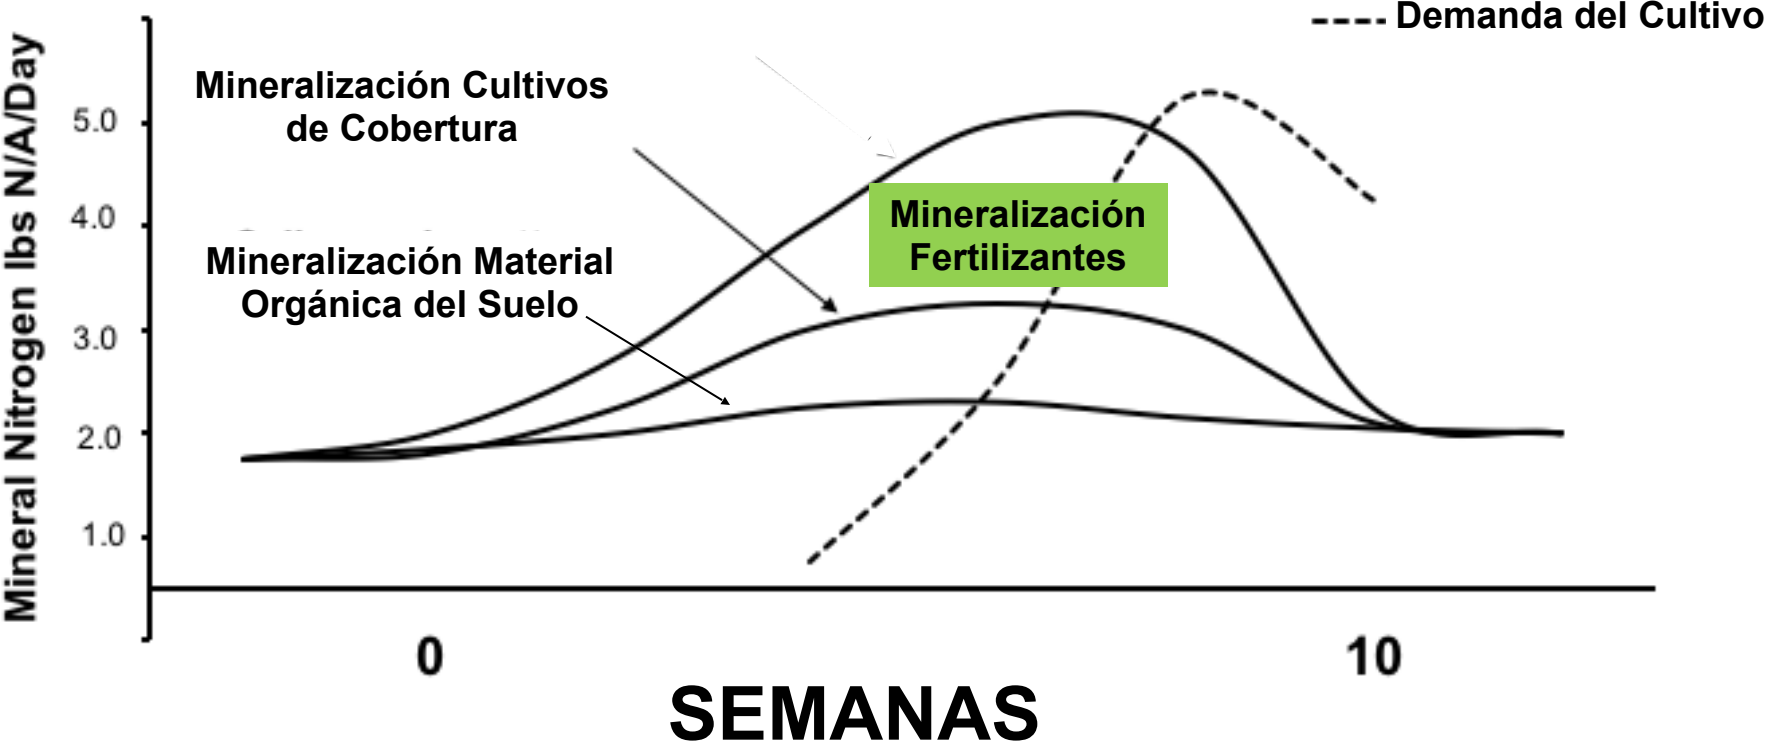 Demanda del Cultivo
Mineral Nitrogen lbs N/A/Day
Mineralización Cultivos
de Cobertura
5.0
4.0
Mineralización
Fertilizantes
Mineralización Material
Orgánica del Suelo
3.0
2.0
1.0
0
10
SEMANAS